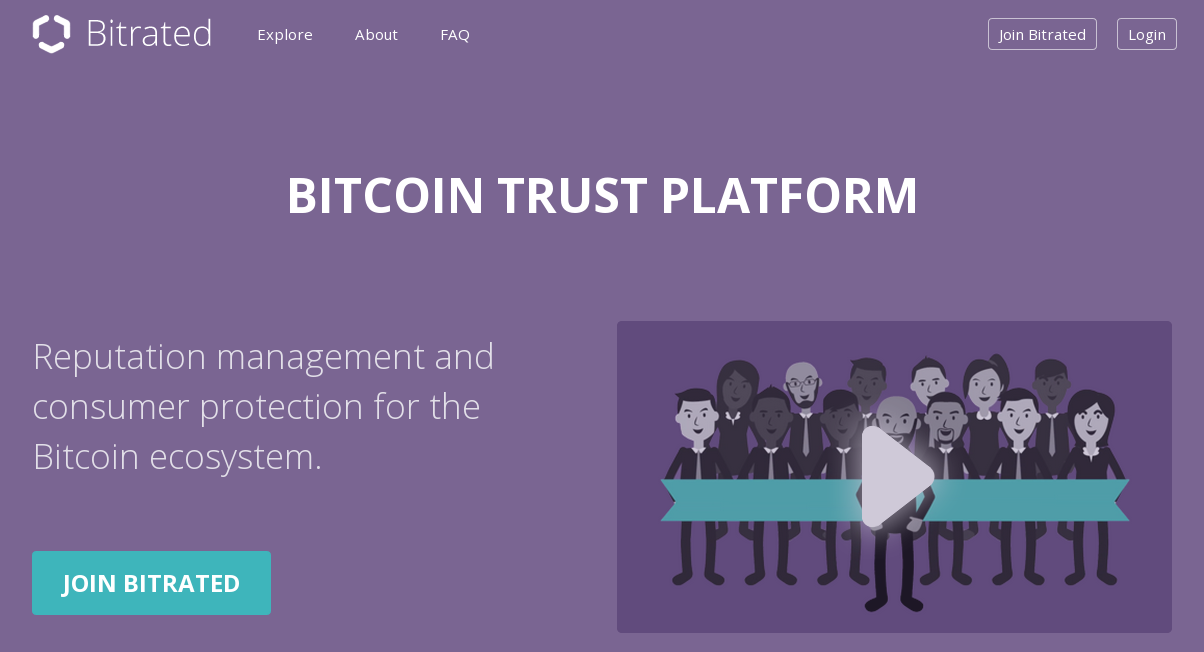 Bitrated
Explore
About
FAQ
Join Bitrated
Login
BITCOIN TRUST PLATFORM
Reputation management and
consumer protection for the
Bitcoin ecosystem.
JOIN BITRATED